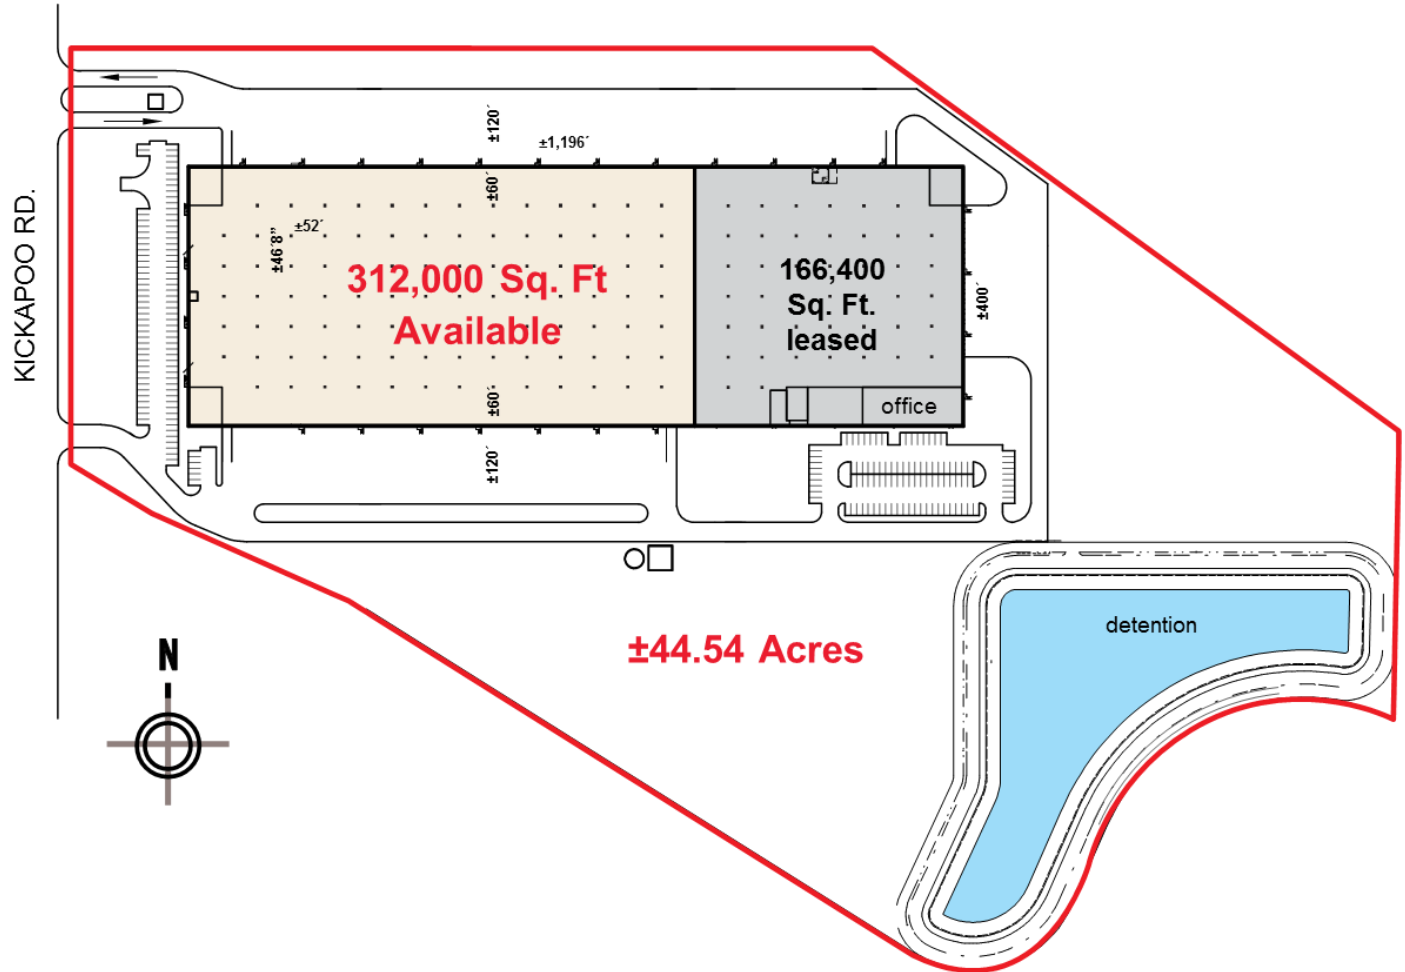 ±120´
±1,196´
±60´
±52´
±46´8”
KICKAPOO RD.
312,000 Sq. Ft
Available
166,400
Sq. Ft.
leased
±400´
±60´
office
±120´
detention
±44.54 Acres
N